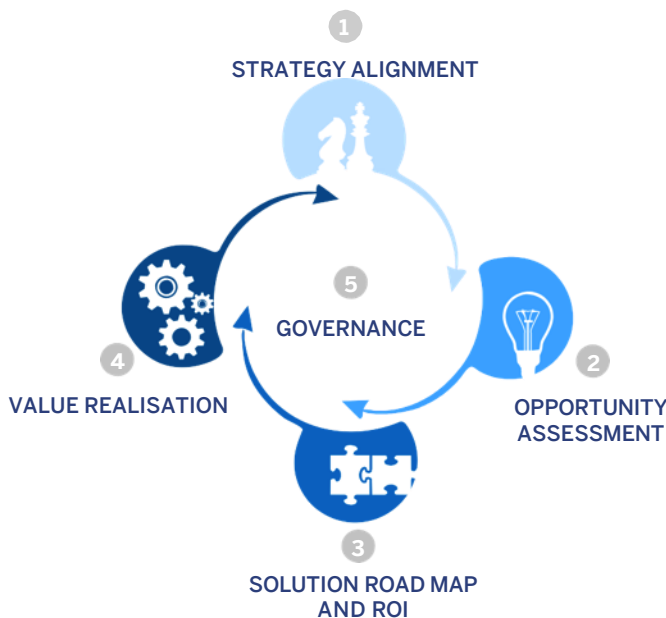 1
STRATEGY ALIGNMENT
5
GOVERNANCE
2
OPPORTUNITY
ASSESSMENT
4
VALUE REALISATION
3
SOLUTION ROAD MAP
AND ROI